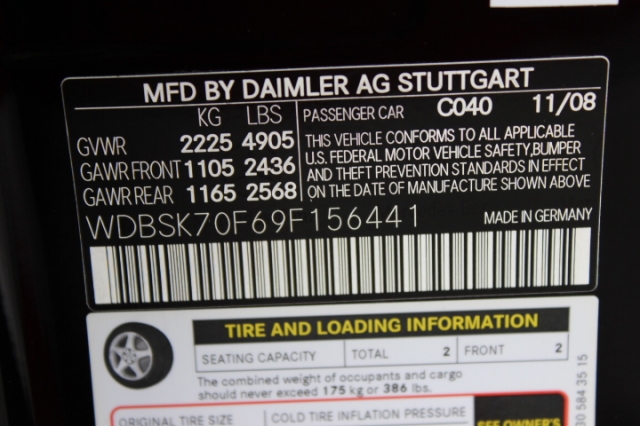 MFD BY DAIMLER AG STUTTGART
KG LBS PASSENGER CAR C040 11/08
GVWR 2225 4905
GAWR FRONT 1105 2436
GAWR REAR 1165 2568
THIS VEHICLE CONFORMS TO ALL APPLICABLE
U.S. FEDERAL MOTOR VEHICLE SAFETY,BUMPER
AND THEFT PREVENTION STANDARDS IN EFFECT
ON THE DATE OF MANUFACTURE SHOWN ABOVE
WDBSK70F69F156441 MADE IN GERMANY
TIRE AND LOADING INFORMATION
SEATING CAPACITY TOTAL 2 FRONT 2
The combined weight of occupants and cargo
should never exceed 175 kg or 386 lbs.
ORIGINAL TIRE SIZE COLD TIRE INFLATION PRESSURE
SEE OWNER'S
30 584 35 15